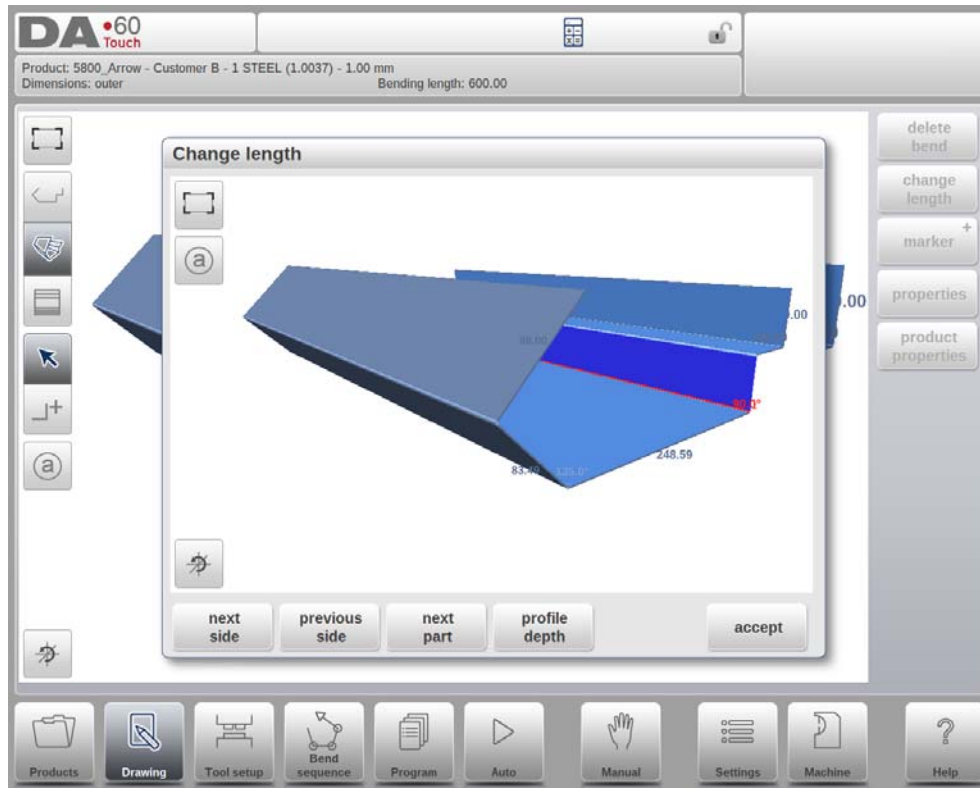 DA•60
Touch
Product: 5800_Arrow - Customer B - 1 STEEL (1.0037) - 1.00 mm
Dimensions: outer
Bending length: 600.00
delete
bend
change
length
marker +
properties
product
properties
Change length
a
a
.00
.00
90.0°
248.59
83.49
135.0°
next
side
previous
side
next
part
profile
depth
accept
Products
Drawing
Tool setup
Bend
sequence
Program
Auto
Manual
Settings
Machine
Help